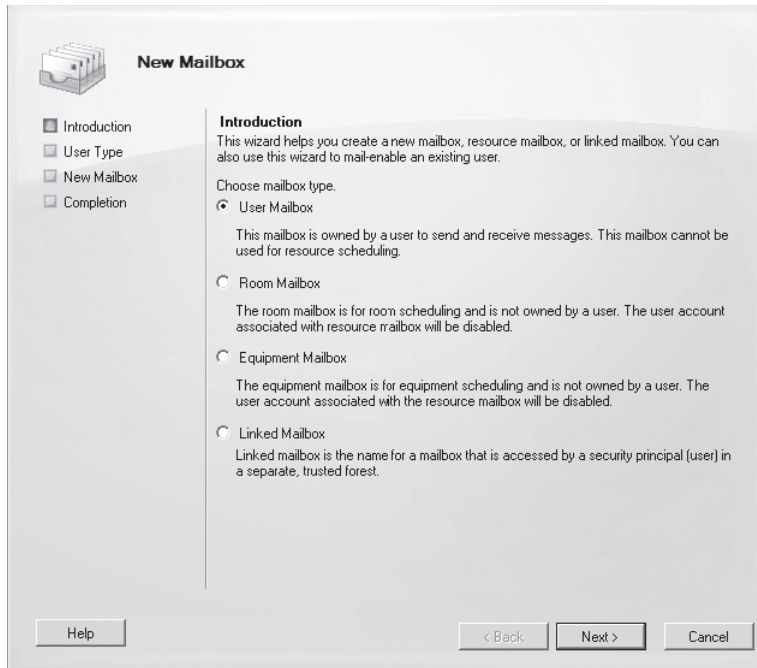 New Mailbox
Introduction
User Type
New Mailbox
Completion
Introduction
This wizard helps you create a new mailbox, resource mailbox, or linked mailbox. You can
also use this wizard to mail-enable an existing user.
Choose mailbox type.
User Mailbox
This mailbox is owned by a user to send and receive messages. This mailbox cannot be
used for resource scheduling.
Room Mailbox
The room mailbox is for room scheduling and is not owned by a user. The user account
associated with resource mailbox will be disabled.
Equipment Mailbox
The equipment mailbox is for equipment scheduling and is not owned by a user. The
user account associated with the resource mailbox will be disabled.
Linked Mailbox
Linked mailbox is the name for a mailbox that is accessed by a security principal (user) in
a separate, trusted forest.
Help
< Back
Next >
Cancel